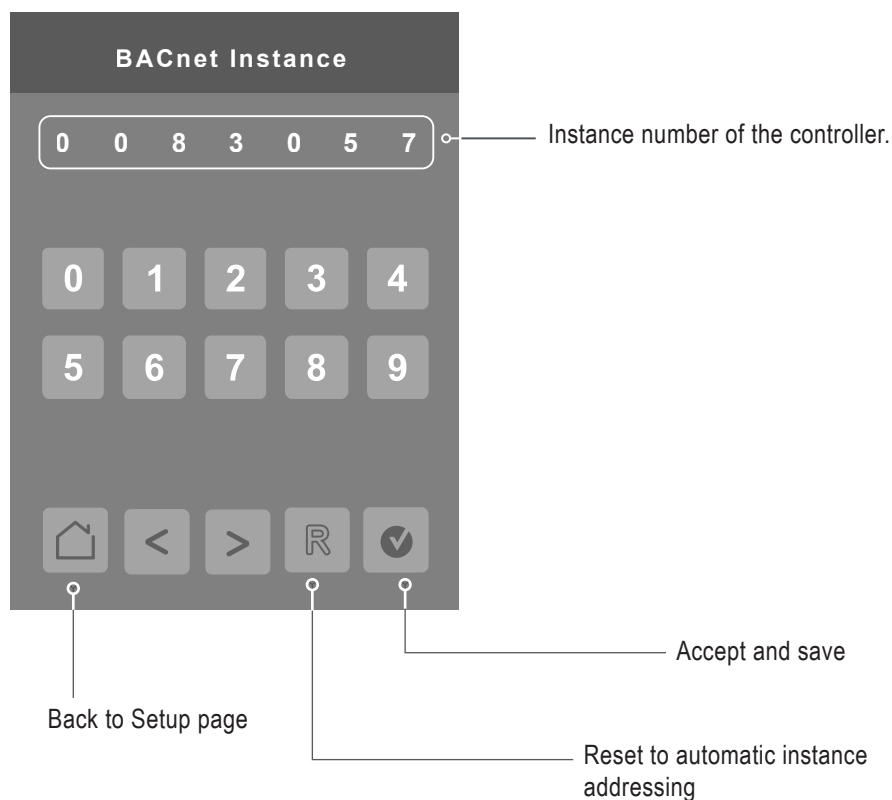 BACnet Instance
0 0 8 3 0 5 7
Instance number of the controller.
0 1 2 3 4
5 6 7 8 9
< > R
Accept and save
Back to Setup page
Reset to automatic instance
addressing